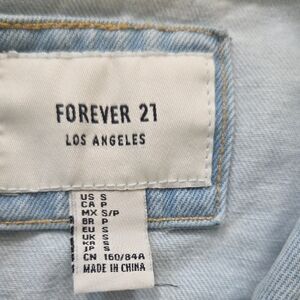 FOREVER 21
LOS ANGELES
US S
CA P
MX S/P
BR P
EU S
UK S
KR S
JP S
CN 160/84A
MADE IN CHINA